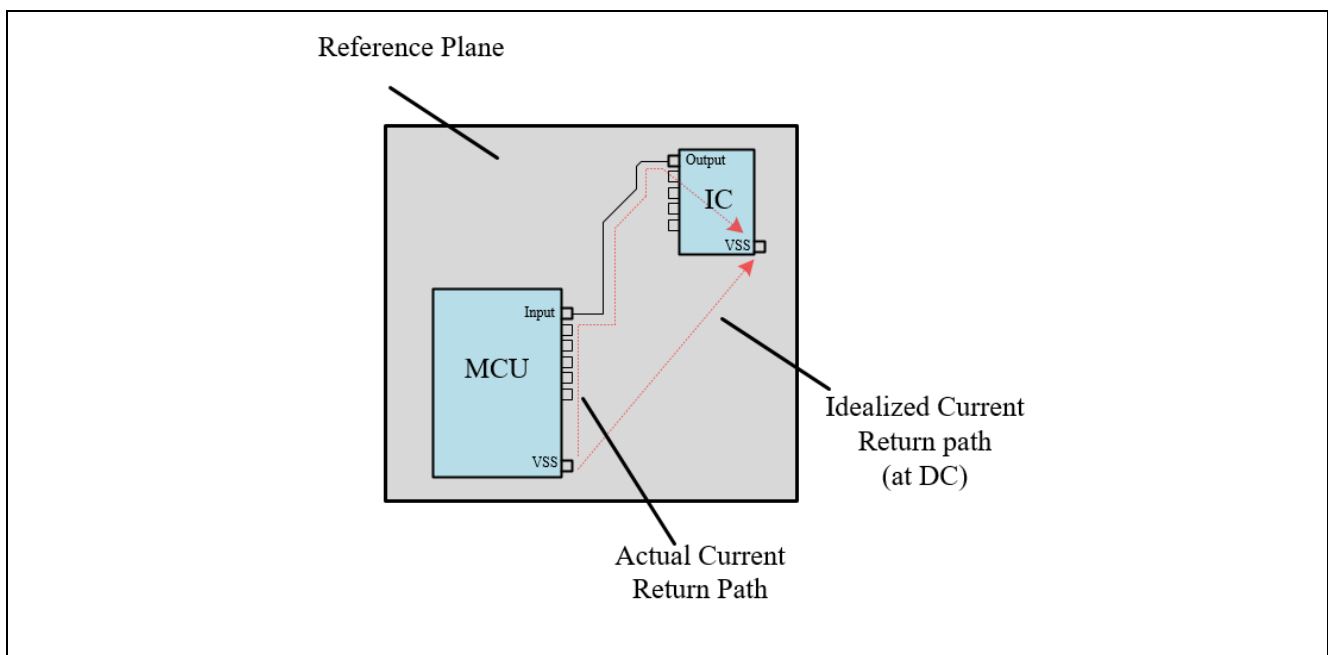 Reference Plane
Output
IC
VSS
Input
MCU
VSS
Idealized Current
Return path
(at DC)
Actual Current
Return Path